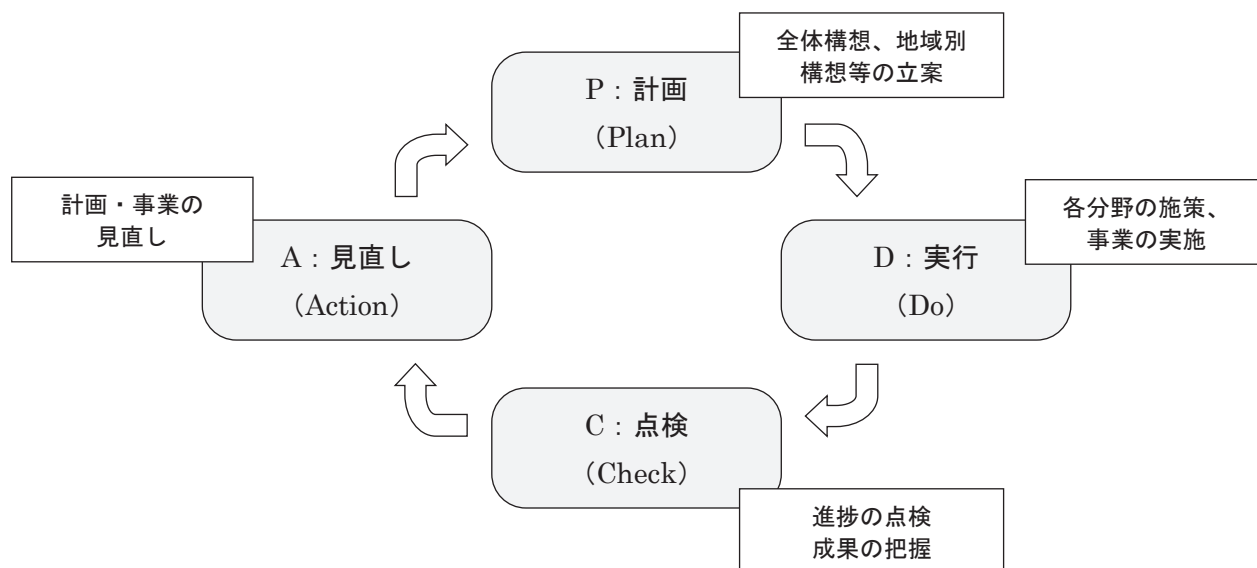 全体構想、地域別
構想等の立案
P：計画
（Plan）
計画・事業の
見直し
A：見直し
（Action）
各分野の施策、
事業の実施
D：実行
（Do）
C：点検
（Check）
進捗の点検
成果の把握